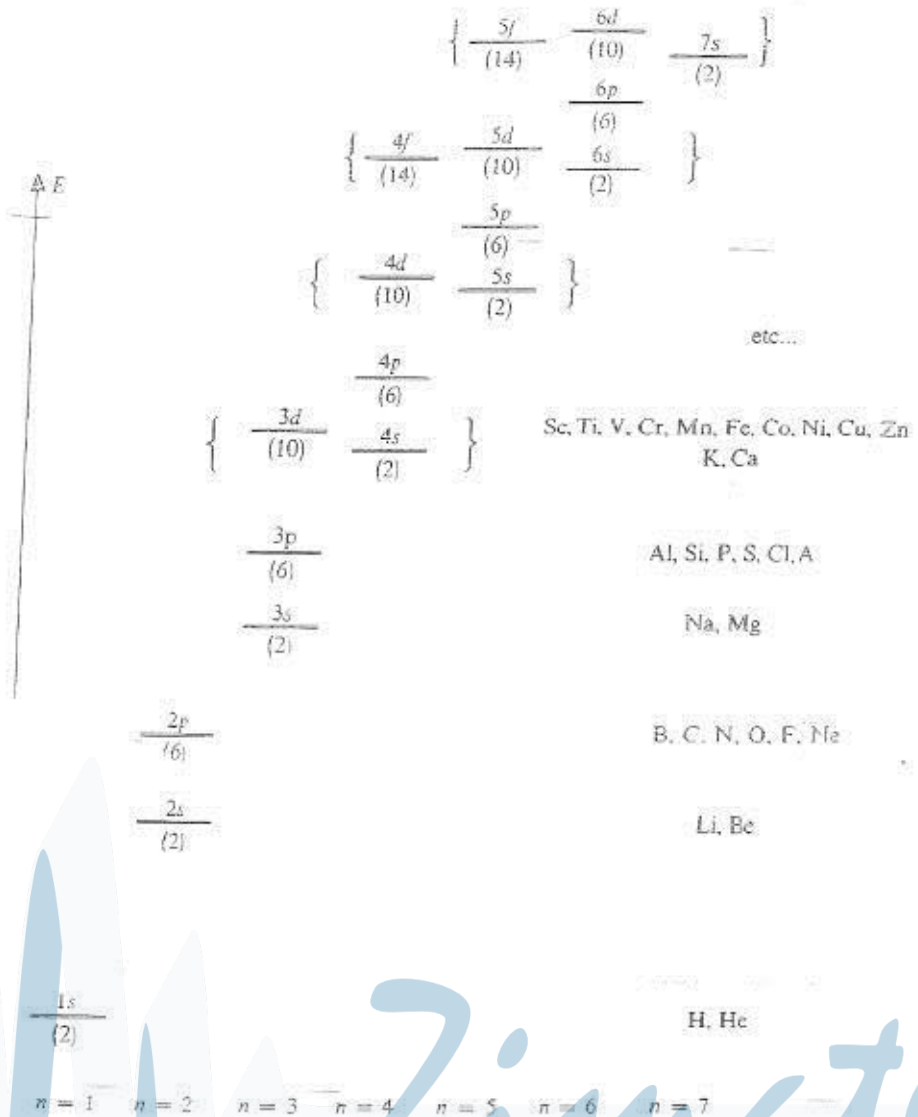 { 5f 6d 7s }
(14) (10) (2)
6p
(6)
{ 4f 5d 6s }
(14) (10) (2)
E
5p
(6)
{ 4d 5s }
(10) (2)
etc...
4p
(6)
{ 3d 4s } Sc, Ti, V, Cr, Mn, Fe, Co, Ni, Cu, Zn
(10) (2) K, Ca
3p Al, Si, P, S, Cl, A
(6)
3s Na, Mg
(2)
2p B, C, N, O, F, Ne
(6)
2s Li, Be
(2)
1s H, He
(2)
n = 1 n = 2 n = 3 n = 4 n = 5 n = 6 n = 7